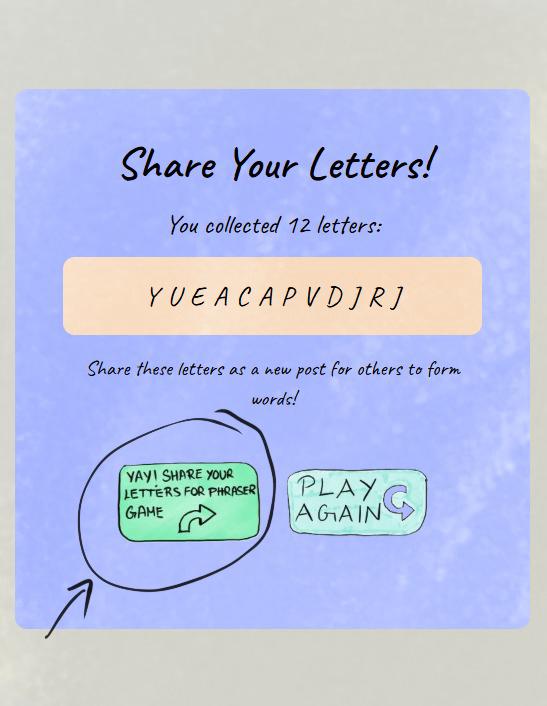 Share Your Letters!
You collected 12 letters:
Y U E A C A P V D J R J
Share these letters as a new post for others to form
words!
YAY! SHARE YOUR
LETTERS FOR PHRASER
GAME
PLAY
AGAIN